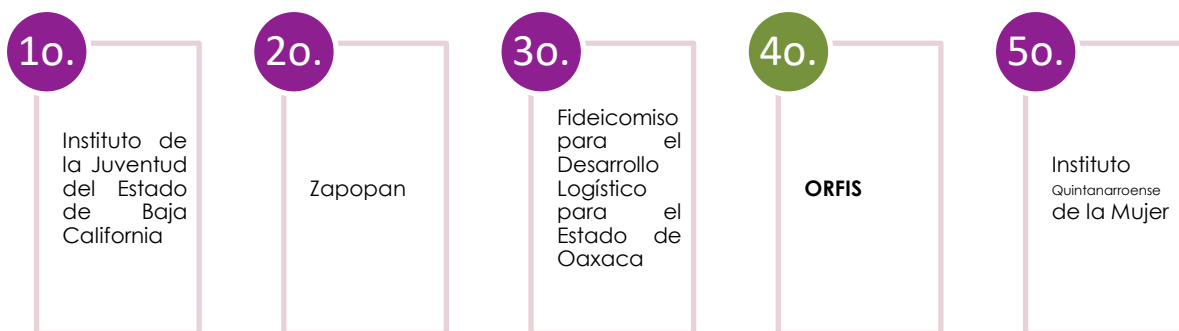 1o.
Instituto de
la Juventud
del Estado
de Baja
California
2o.
Zapopan
3o.
Fideicomiso
para el
Desarrollo
Logístico
para el
Estado de
Oaxaca
4o.
ORFIS
5o.
Instituto
Quintanarroense
de la Mujer